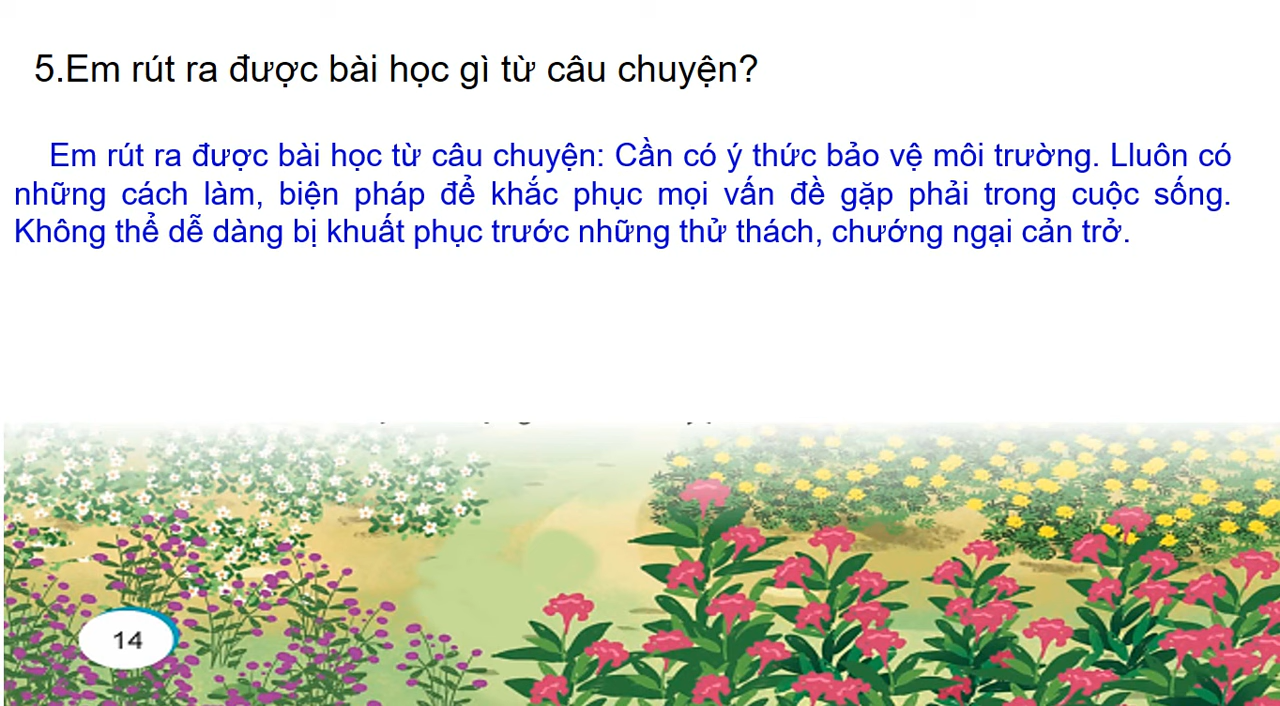 5.Em rút ra được bài học gì từ câu chuyện?
Em rút ra được bài học từ câu chuyện: Cần có ý thức bảo vệ môi trường. Lluôn có
những cách làm, biện pháp để khắc phục mọi vấn đề gặp phải trong cuộc sống.
Không thể dễ dàng bị khuất phục trước những thử thách, chướng ngại cản trở.
14